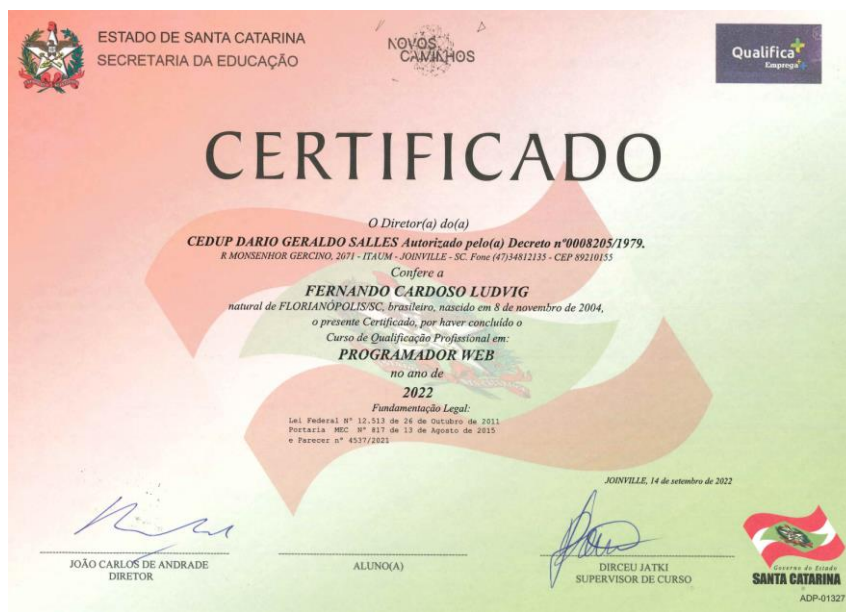 ESTADO DE SANTA CATARINA
SECRETARIA DA EDUCAÇÃO
NOVOS
CAMINHOS
Qualifica+
Emprega+
CERTIFICADO
O Diretor(a) do(a)
CEDUP DARIO GERALDO SALLES Autorizado pelo(a) Decreto nº0008205/1979.
R MONSENHOR GERCINO, 2071 - ITAUM - JOINVILLE - SC. Fone (47)34812135 - CEP 89210155
Confere a
FERNANDO CARDOSO LUDVIG
natural de FLORIANÓPOLIS/SC, brasileiro, nascido em 8 de novembro de 2004,
o presente Certificado, por haver concluído o
Curso de Qualificação Profissional em:
PROGRAMADOR WEB
no ano de
2022
Fundamentação Legal:
Lei Federal Nº 12.513 de 26 de Outubro de 2011
Portaria MEC Nº 817 de 13 de Agosto de 2015
e Parecer nº 4537/2021
JOINVILLE, 14 de setembro de 2022
JOÃO CARLOS DE ANDRADE
DIRETOR
ALUNO(A)
DIRCEU JATKI
SUPERVISOR DE CURSO
Governo do Estado
SANTA CATARINA
ADP-01327